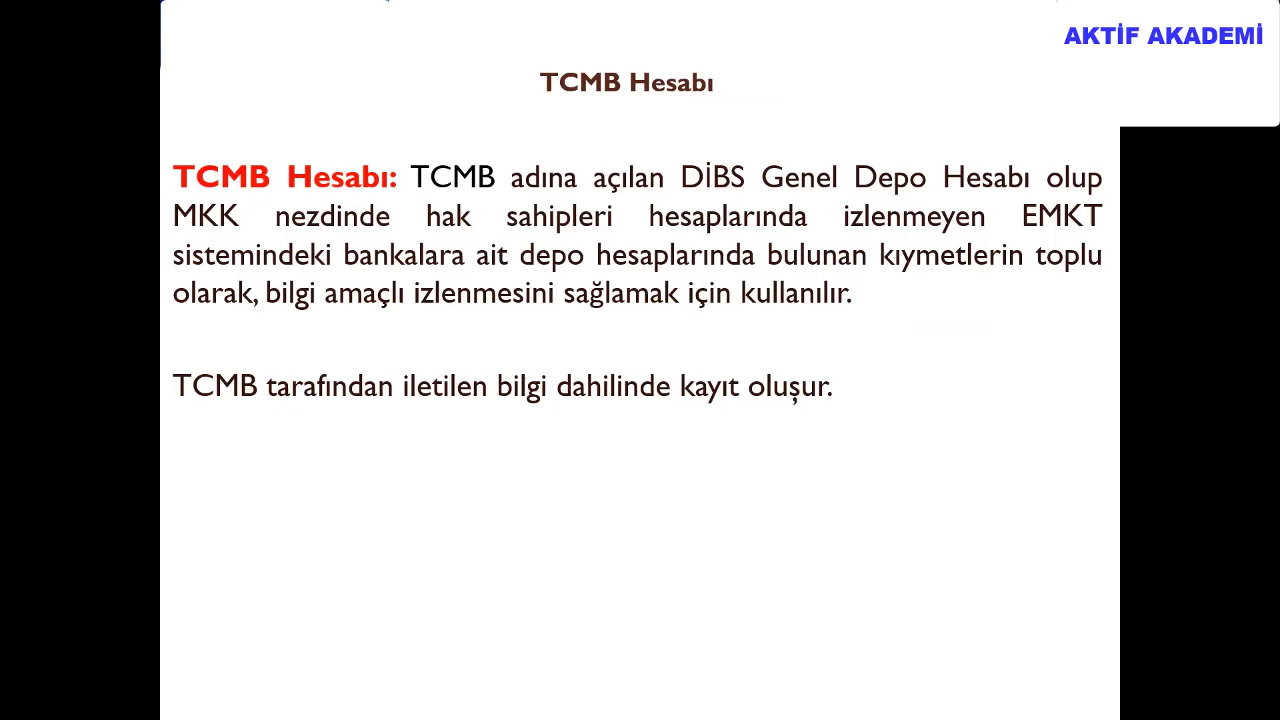 AKTİF AKADEMİ
TCMB Hesabı
TCMB Hesabı: TCMB adına açılan DİBS Genel Depo Hesabı olup
MKK nezdinde hak sahipleri hesaplarında izlenmeyen EMKT
sistemindeki bankalara ait depo hesaplarında bulunan kıymetlerin toplu
olarak, bilgi amaçlı izlenmesini sağlamak için kullanılır.
TCMB tarafından iletilen bilgi dahilinde kayıt oluşur.